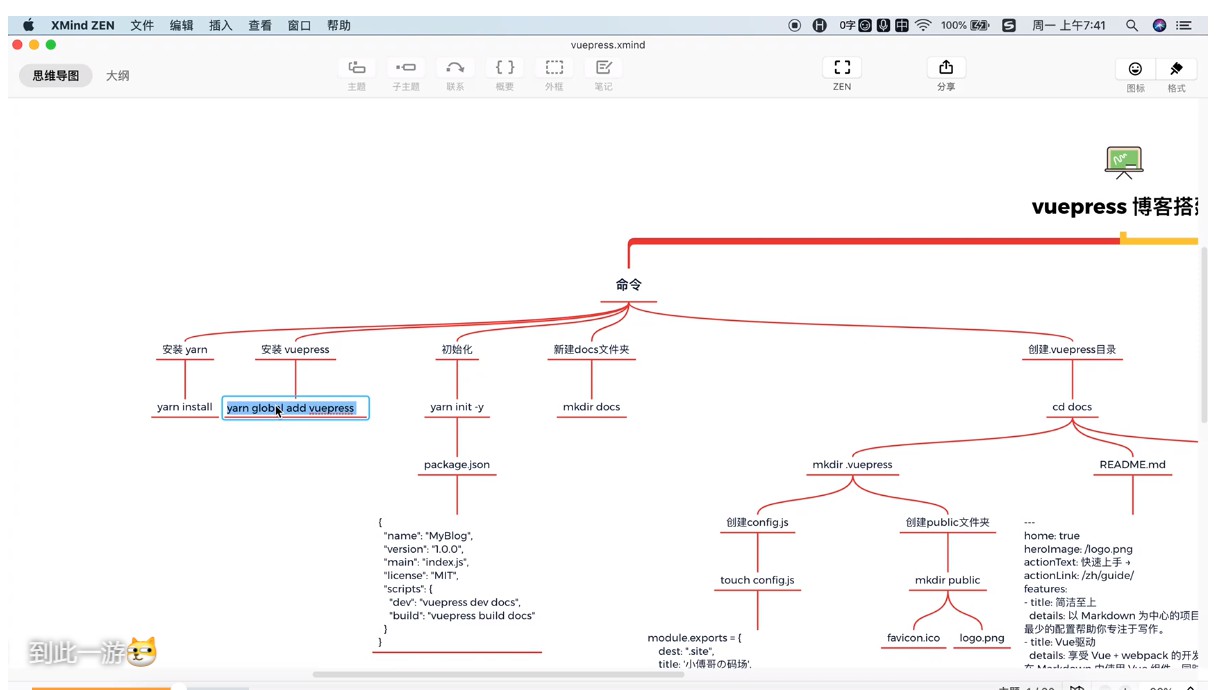 XMind ZEN 文件 编辑 插入 查看 窗口 帮助 0字 中 100% S 周一 上午7:41
vuepress.xmind
思维导图 大纲
主题 子主题 联系 概要 外框 笔记 ZEN 分享 图标 格式
vuepress 博客搭
命令
安装 yarn 安装 vuepress 初始化 新建docs文件夹 创建.vuepress目录
yarn install yarn global add vuepress yarn init -y mkdir docs cd docs
package.json mkdir .vuepress README.md
创建config.js 创建public文件夹
touch config.js mkdir public
favicon.ico logo.png
{
"name": "MyBlog",
"version": "1.0.0",
"main": "index.js",
"license": "MIT",
"scripts": {
"dev": "vuepress dev docs",
"build": "vuepress build docs"
}
}
module.exports = {
dest: ".site",
title: '小傅哥の码场',
---
home: true
heroImage: /logo.png
actionText: 快速上手 →
actionLink: /zh/guide/
features:
- title: 简洁至上
details: 以 Markdown 为中心的项目
最少的配置帮助你专注于写作。
- title: Vue驱动
details: 享受 Vue + webpack 的开发
到此一游